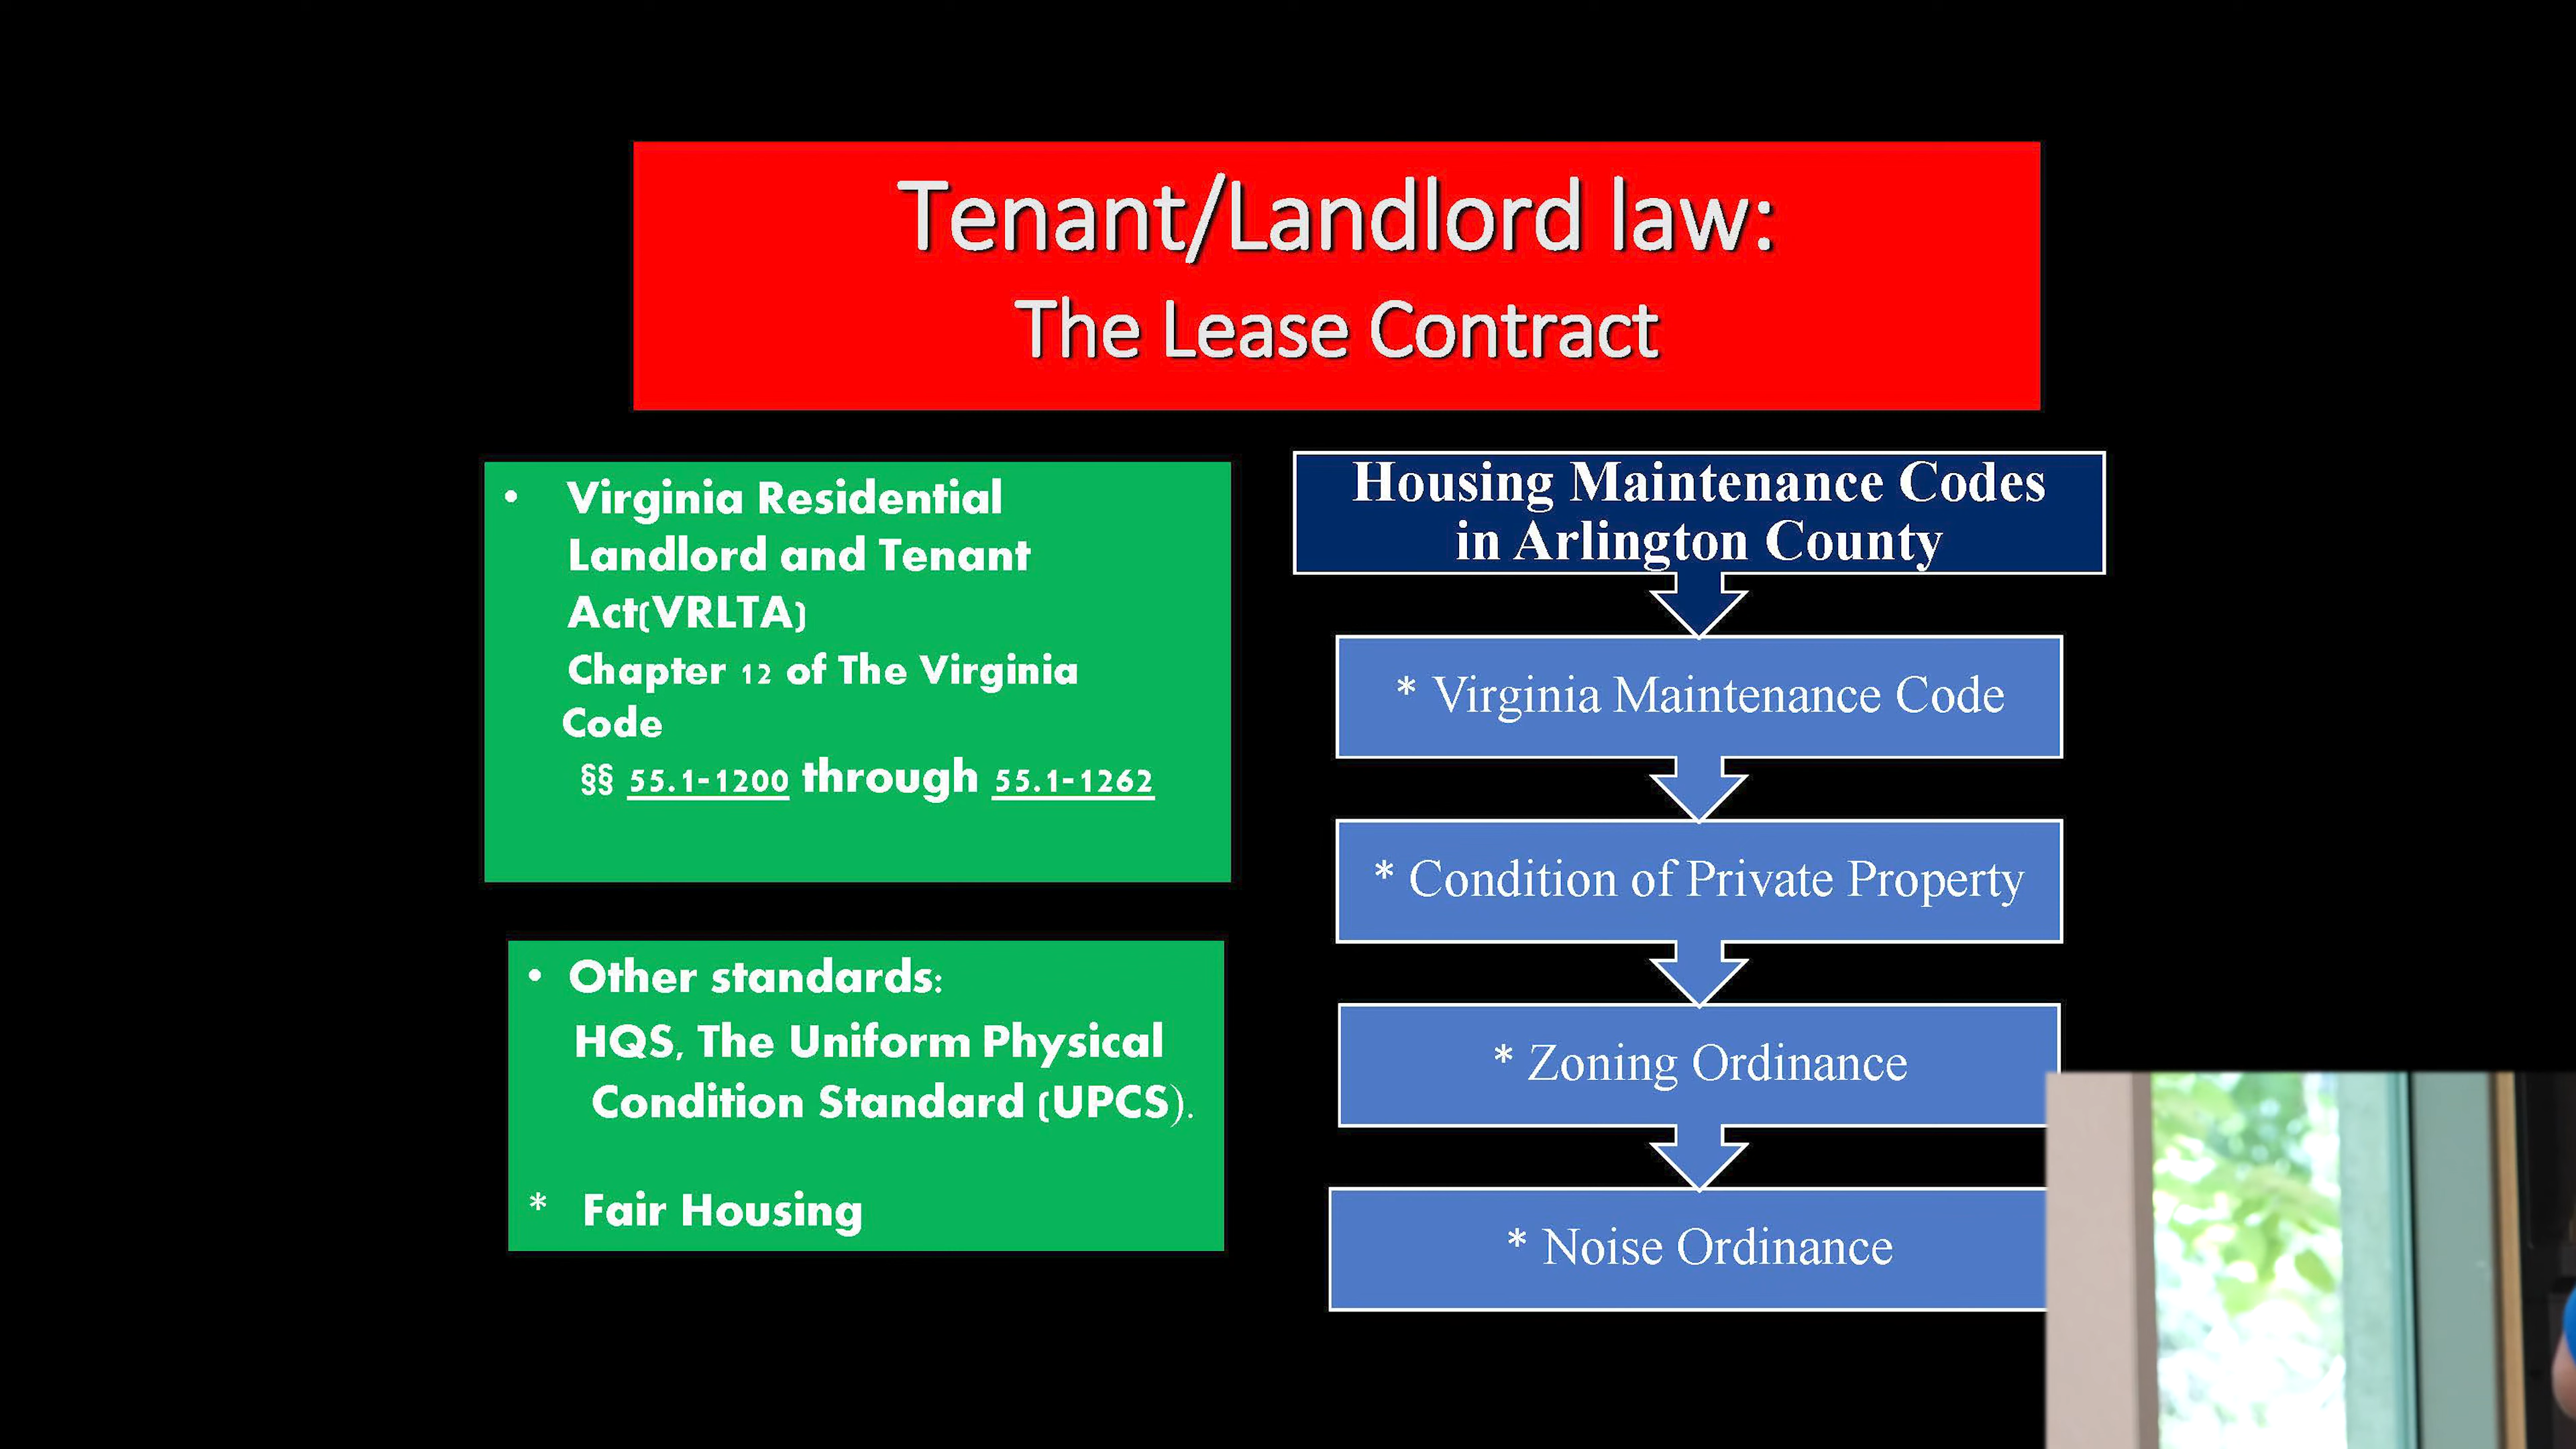 Tenant/Landlord law:
The Lease Contract
• Virginia Residential
Landlord and Tenant
Act(VRLTA)
Chapter 12 of The Virginia
Code
§§ 55.1-1200 through 55.1-1262
• Other standards:
HQS, The Uniform Physical
Condition Standard (UPCS).
* Fair Housing
Housing Maintenance Codes
in Arlington County
* Virginia Maintenance Code
* Condition of Private Property
* Zoning Ordinance
* Noise Ordinance